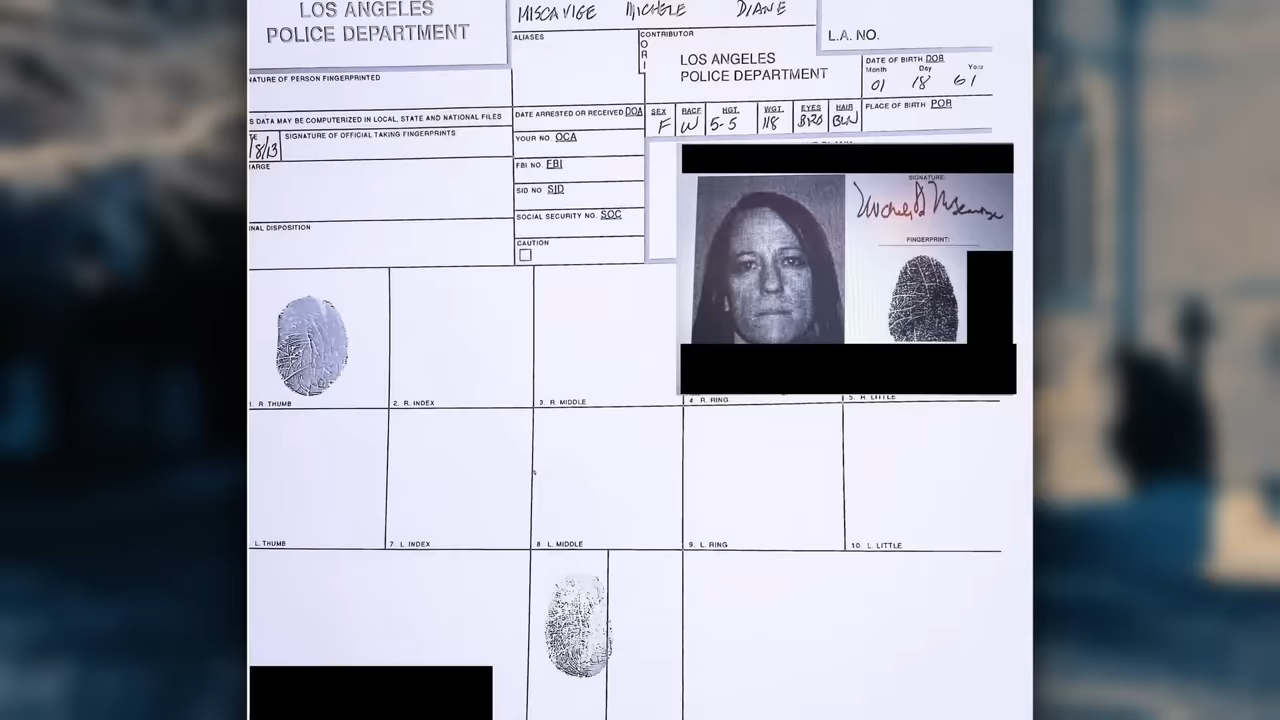 LOS ANGELES
POLICE DEPARTMENT
MISCAVIGE MICHELE DIANE
ALIASES
CONTRIBUTOR
O
R
I
LOS ANGELES
POLICE DEPARTMENT
L.A. NO.
DATE OF BIRTH DOB
Month Day Year
01 18 61
NATURE OF PERSON FINGERPRINTED
S DATA MAY BE COMPUTERIZED IN LOCAL, STATE AND NATIONAL FILES
DATE ARRESTED OR RECEIVED DOA
SEX RACE HGT. WGT. EYES HAIR
F W 5-5 118 BRO BLN
PLACE OF BIRTH POB
TE SIGNATURE OF OFFICIAL TAKING FINGERPRINTS
8/13
YOUR NO. OCA
ARGE
FBI NO. FBI
SID NO SID
SOCIAL SECURITY NO. SOC
NAL DISPOSITION
CAUTION
SIGNATURE:
FINGERPRINT:
1. R THUMB
2. R. INDEX
3. R. MIDDLE
4 R. RING
5. R. LITTLE
L. THUMB
7. L INDEX
8 L. MIDDLE
9. L. RING
10. L. LITTLE